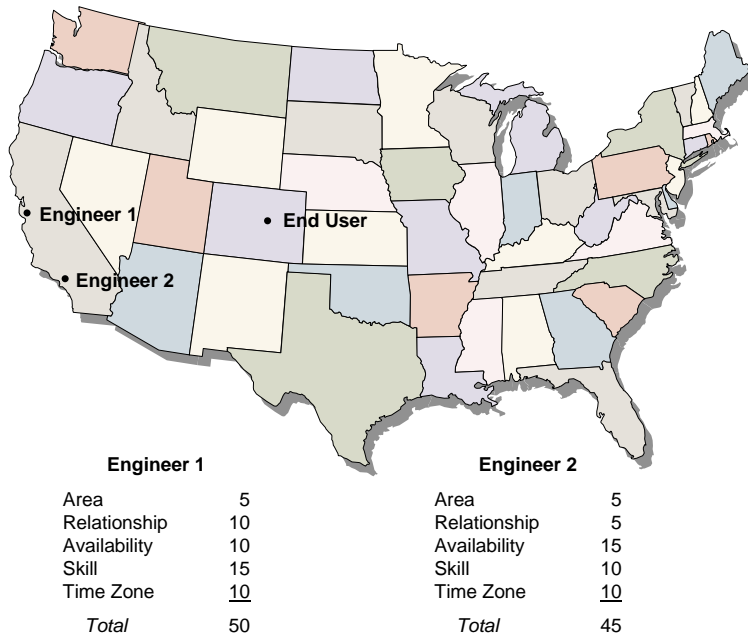 Engineer 1
End User
Engineer 2
Engineer 1
Area 5
Relationship 10
Availability 10
Skill 15
Time Zone 10
Total 50
Engineer 2
Area 5
Relationship 5
Availability 15
Skill 10
Time Zone 10
Total 45